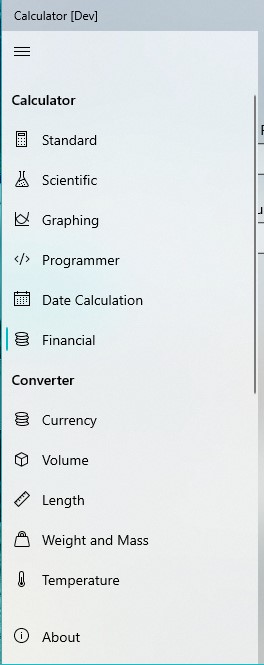 Calculator [Dev]
Calculator
Standard
Scientific
Graphing
Programmer
Date Calculation
Financial
Converter
Currency
Volume
Length
Weight and Mass
Temperature
About